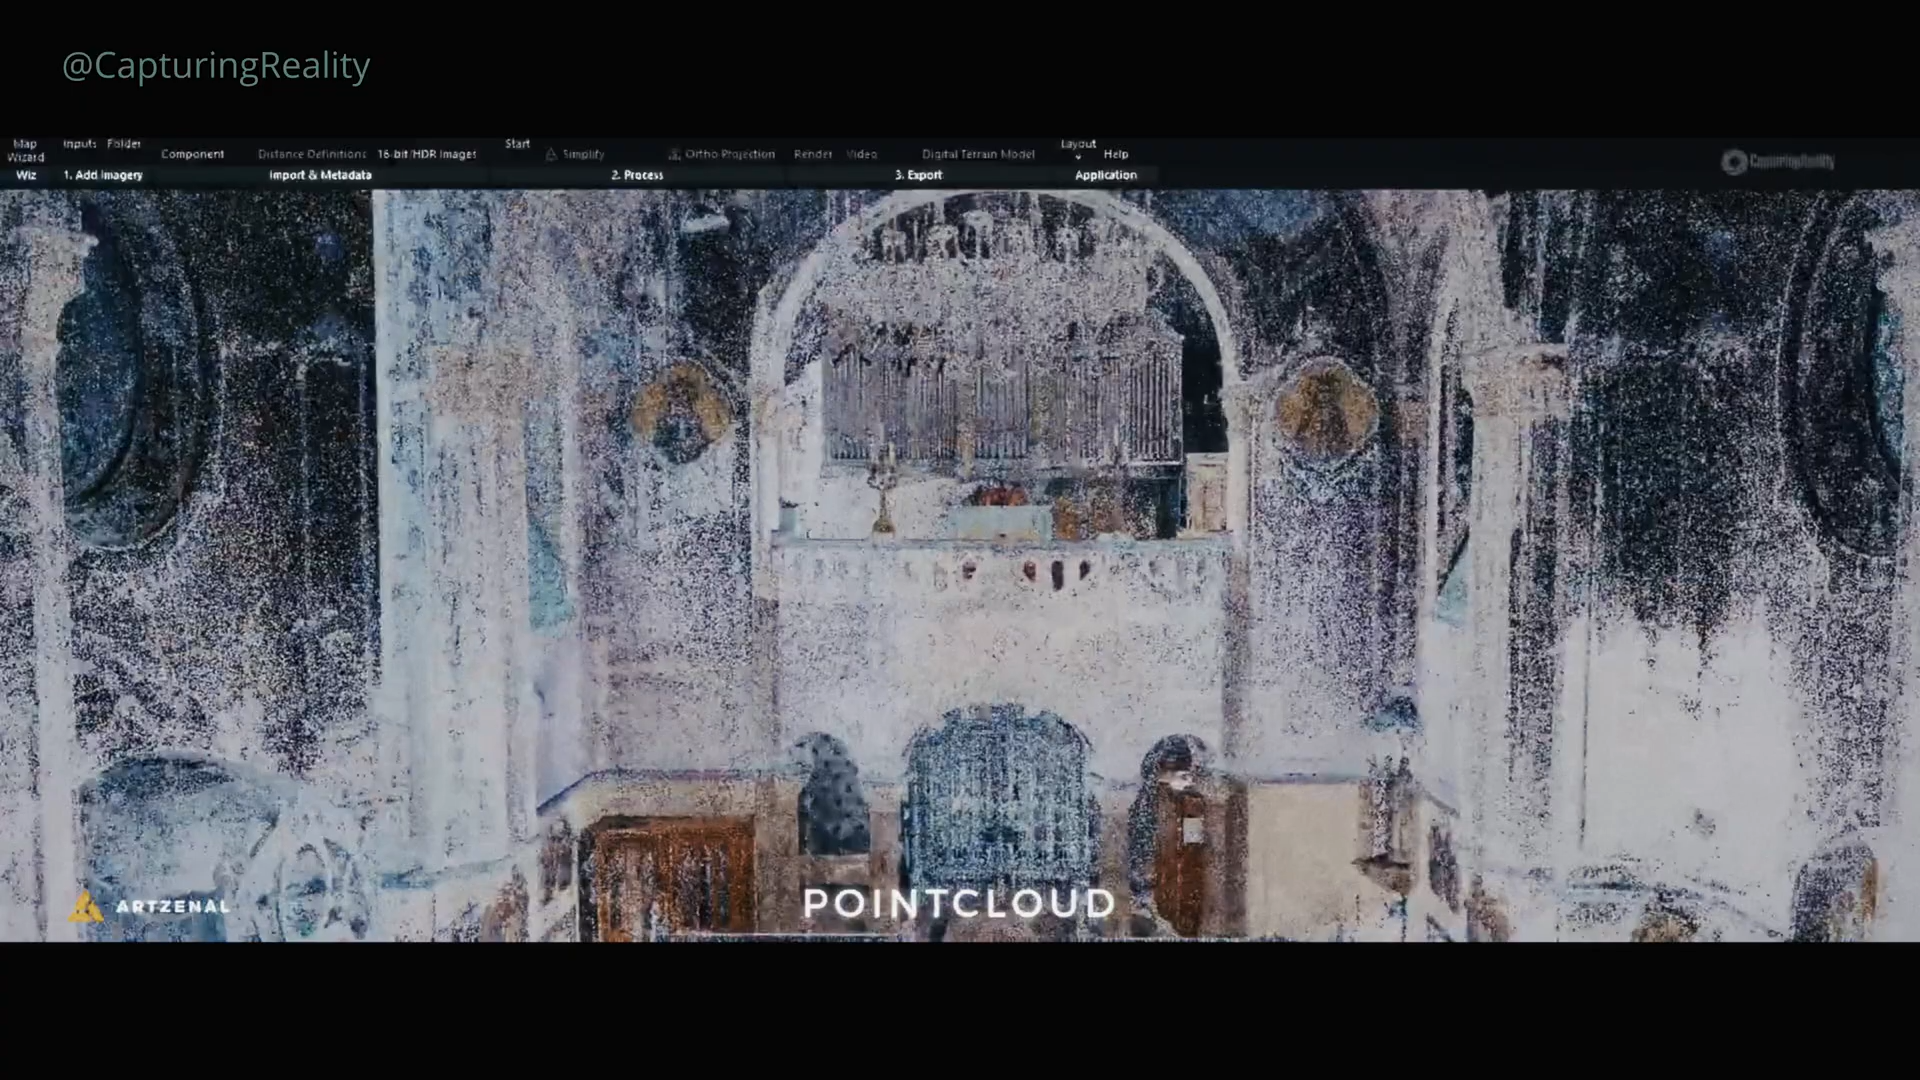 @CapturingReality
Map Wizard
Inputs
Folder
Component
Distance Definitions
16-bit/HDR Images
Start
Simplify
Ortho Projection
Render
Video
Digital Terrain Model
Layout
Help
CapturingReality
Wiz
1. Add Imagery
Import & Metadata
2. Process
3. Export
Application
ARTZENAL
POINTCLOUD